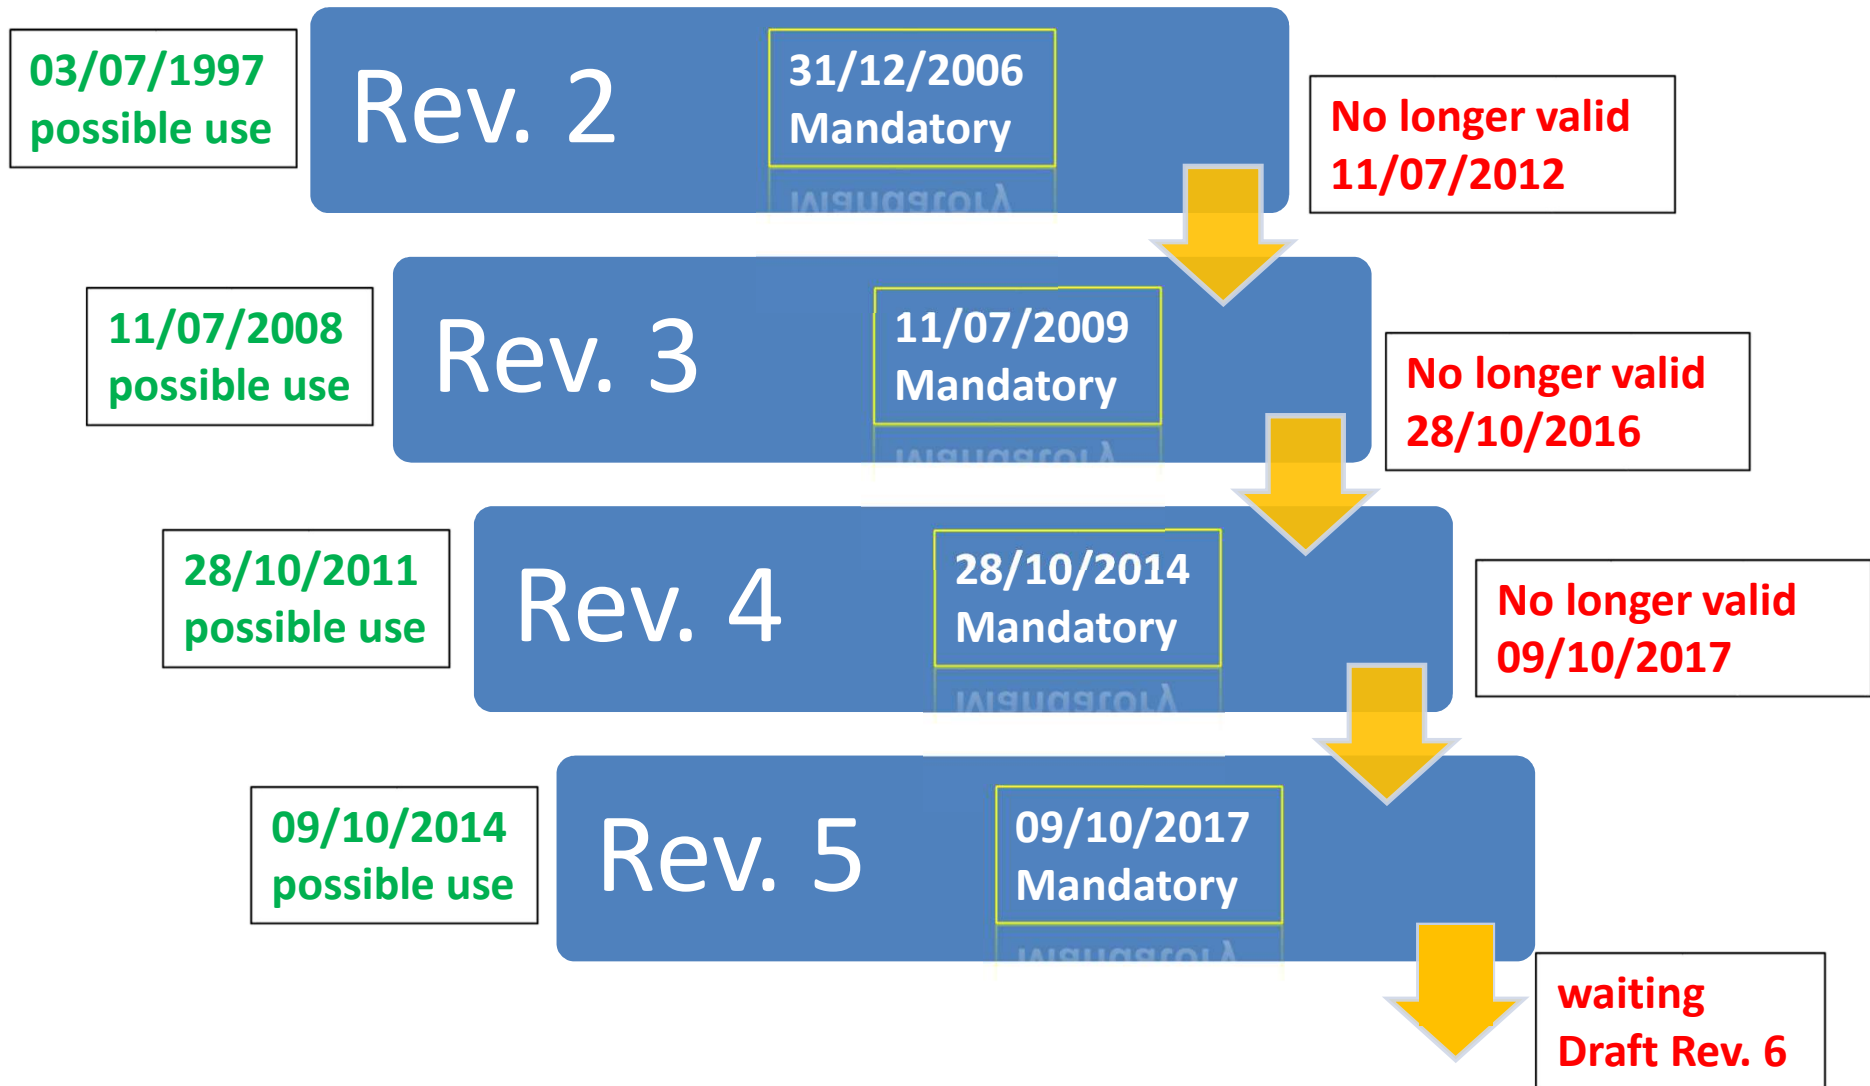 03/07/1997
possible use
Rev. 2
31/12/2006
Mandatory
No longer valid
11/07/2012
11/07/2008
possible use
Rev. 3
11/07/2009
Mandatory
No longer valid
28/10/2016
28/10/2011
possible use
Rev. 4
28/10/2014
Mandatory
No longer valid
09/10/2017
09/10/2014
possible use
Rev. 5
09/10/2017
Mandatory
waiting
Draft Rev. 6